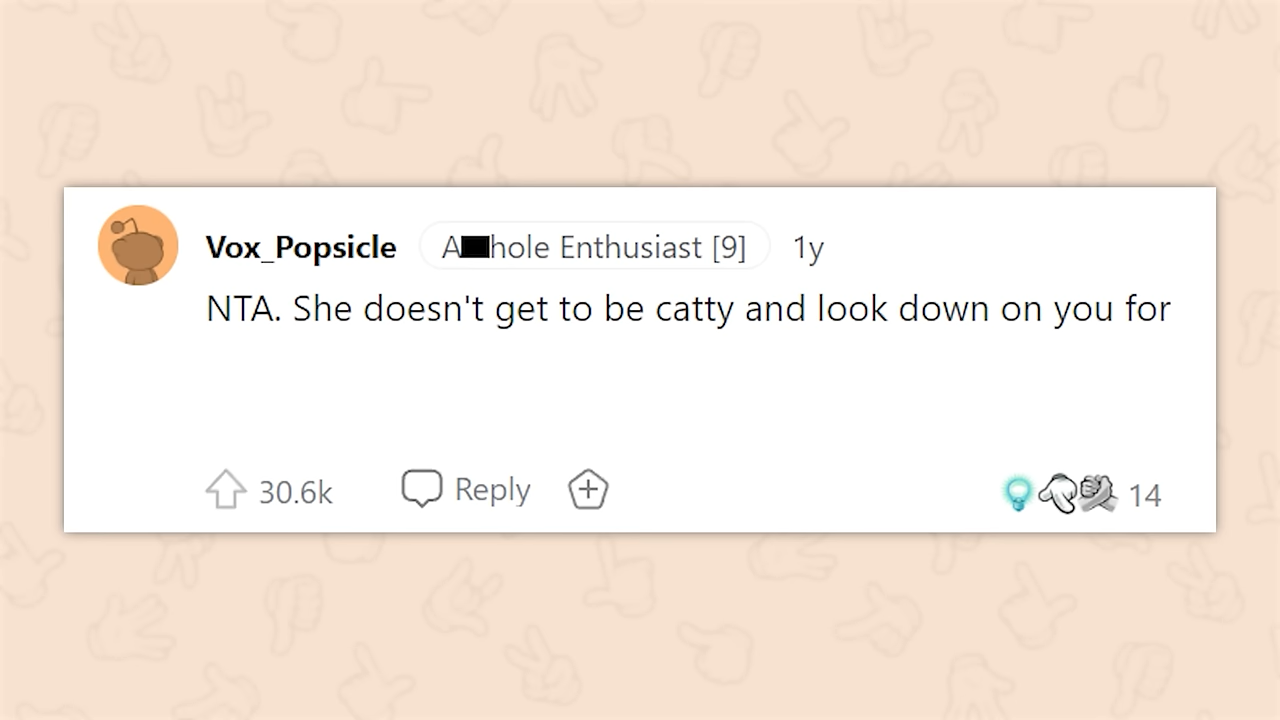 Vox_Popsicle A hole Enthusiast [9] 1y
NTA. She doesn't get to be catty and look down on you for
30.6k Reply 14